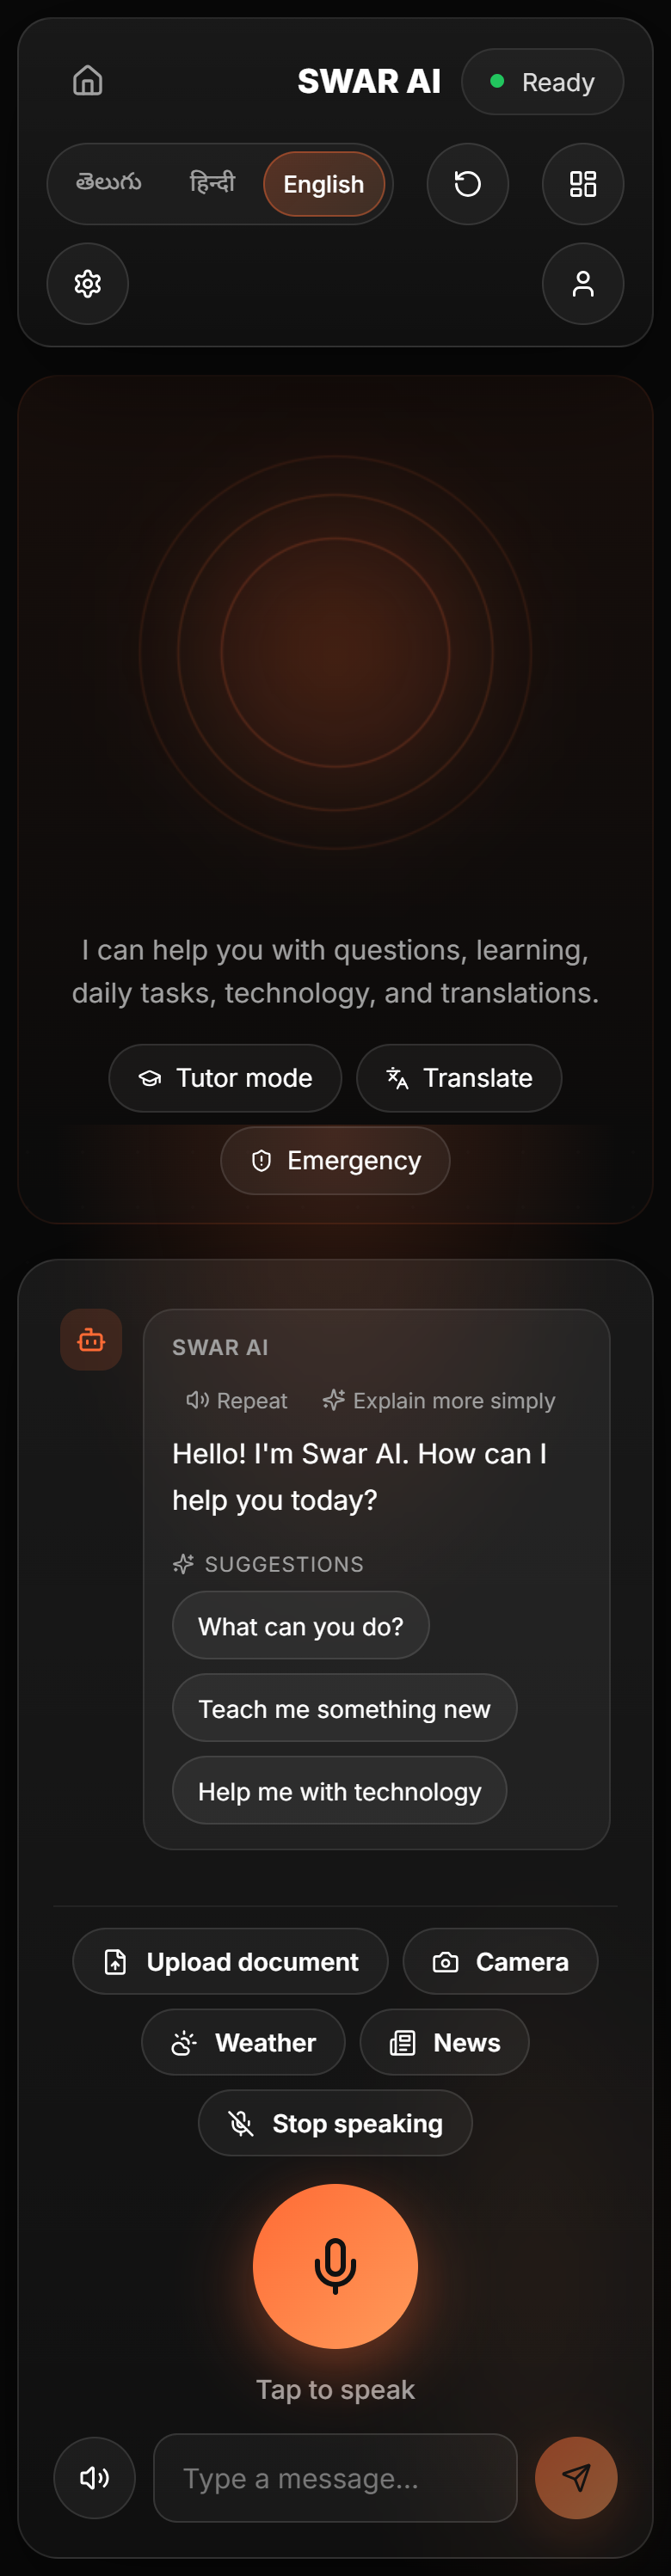 SWAR AI
Ready
తెలుగు
हिन्दी
English
I can help you with questions, learning,
daily tasks, technology, and translations.
Tutor mode
Translate
Emergency
SWAR AI
Repeat
Explain more simply
Hello! I'm Swar AI. How can I
help you today?
SUGGESTIONS
What can you do?
Teach me something new
Help me with technology
Upload document
Camera
Weather
News
Stop speaking
Tap to speak
Type a message...